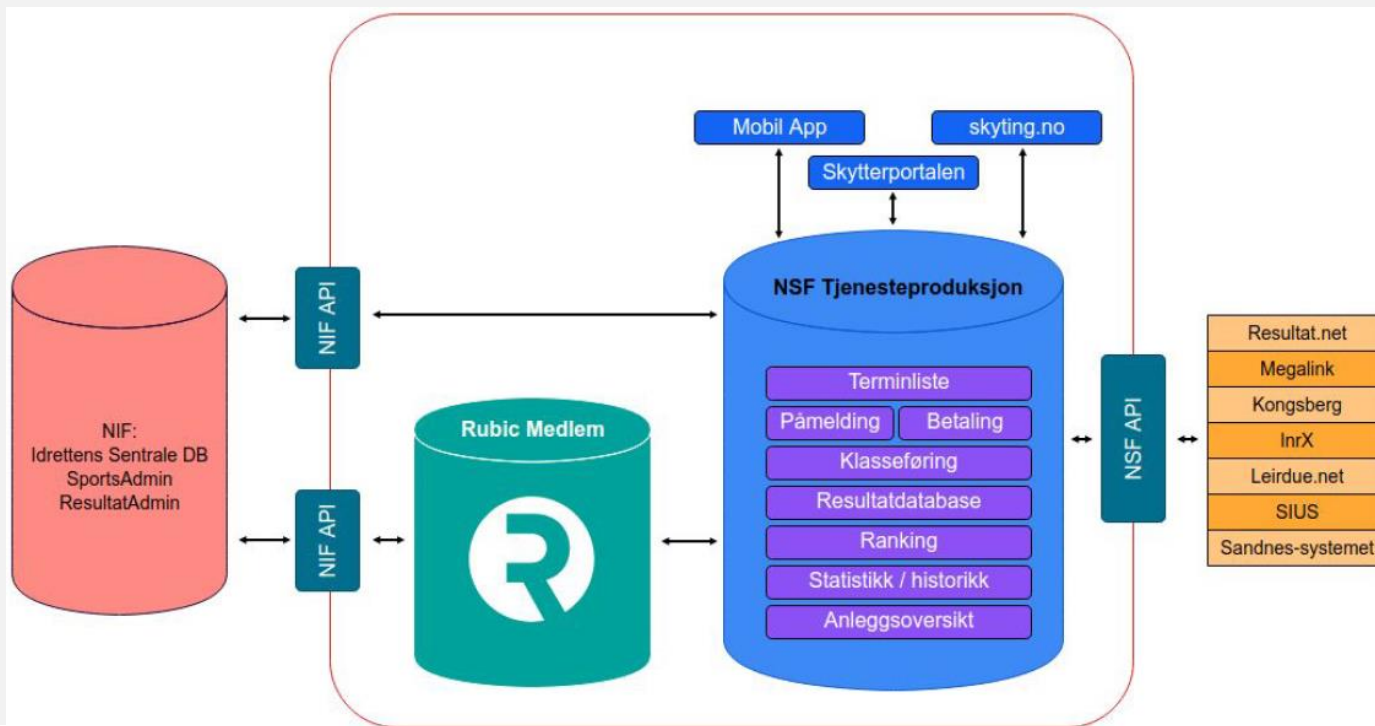 Mobil App
skyting.no
Skytterportalen
NSF Tjenesteproduksjon
NIF API
NIF:
Idrettens Sentrale DB
SportsAdmin
ResultatAdmin
NIF API
Rubic Medlem
R
Terminliste
Påmelding
Betaling
Klasseføring
Resultatdatabase
Ranking
Statistikk / historikk
Anleggsoversikt
NSF API
Resultat.net
Megalink
Kongsberg
InrX
Leirdue.net
SIUS
Sandnes-systemet